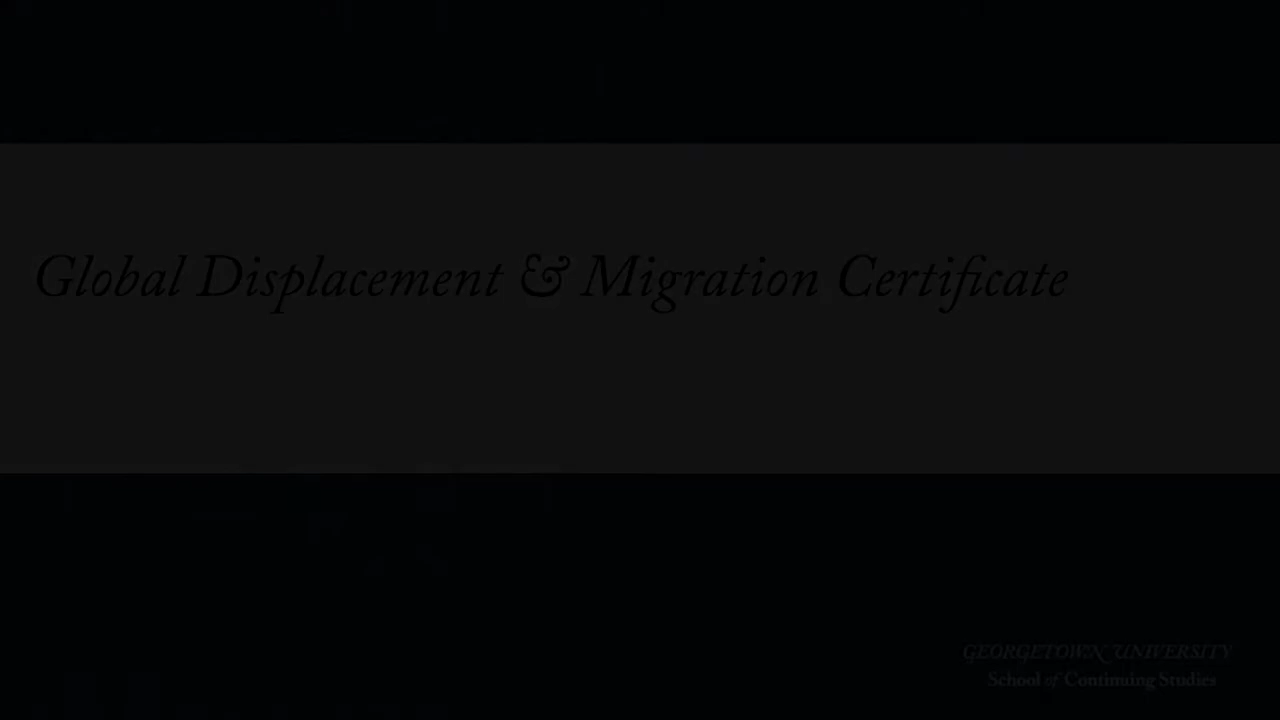 Global Displacement & Migration Certificate
GEORGETOWN UNIVERSITY
School of Continuing Studies